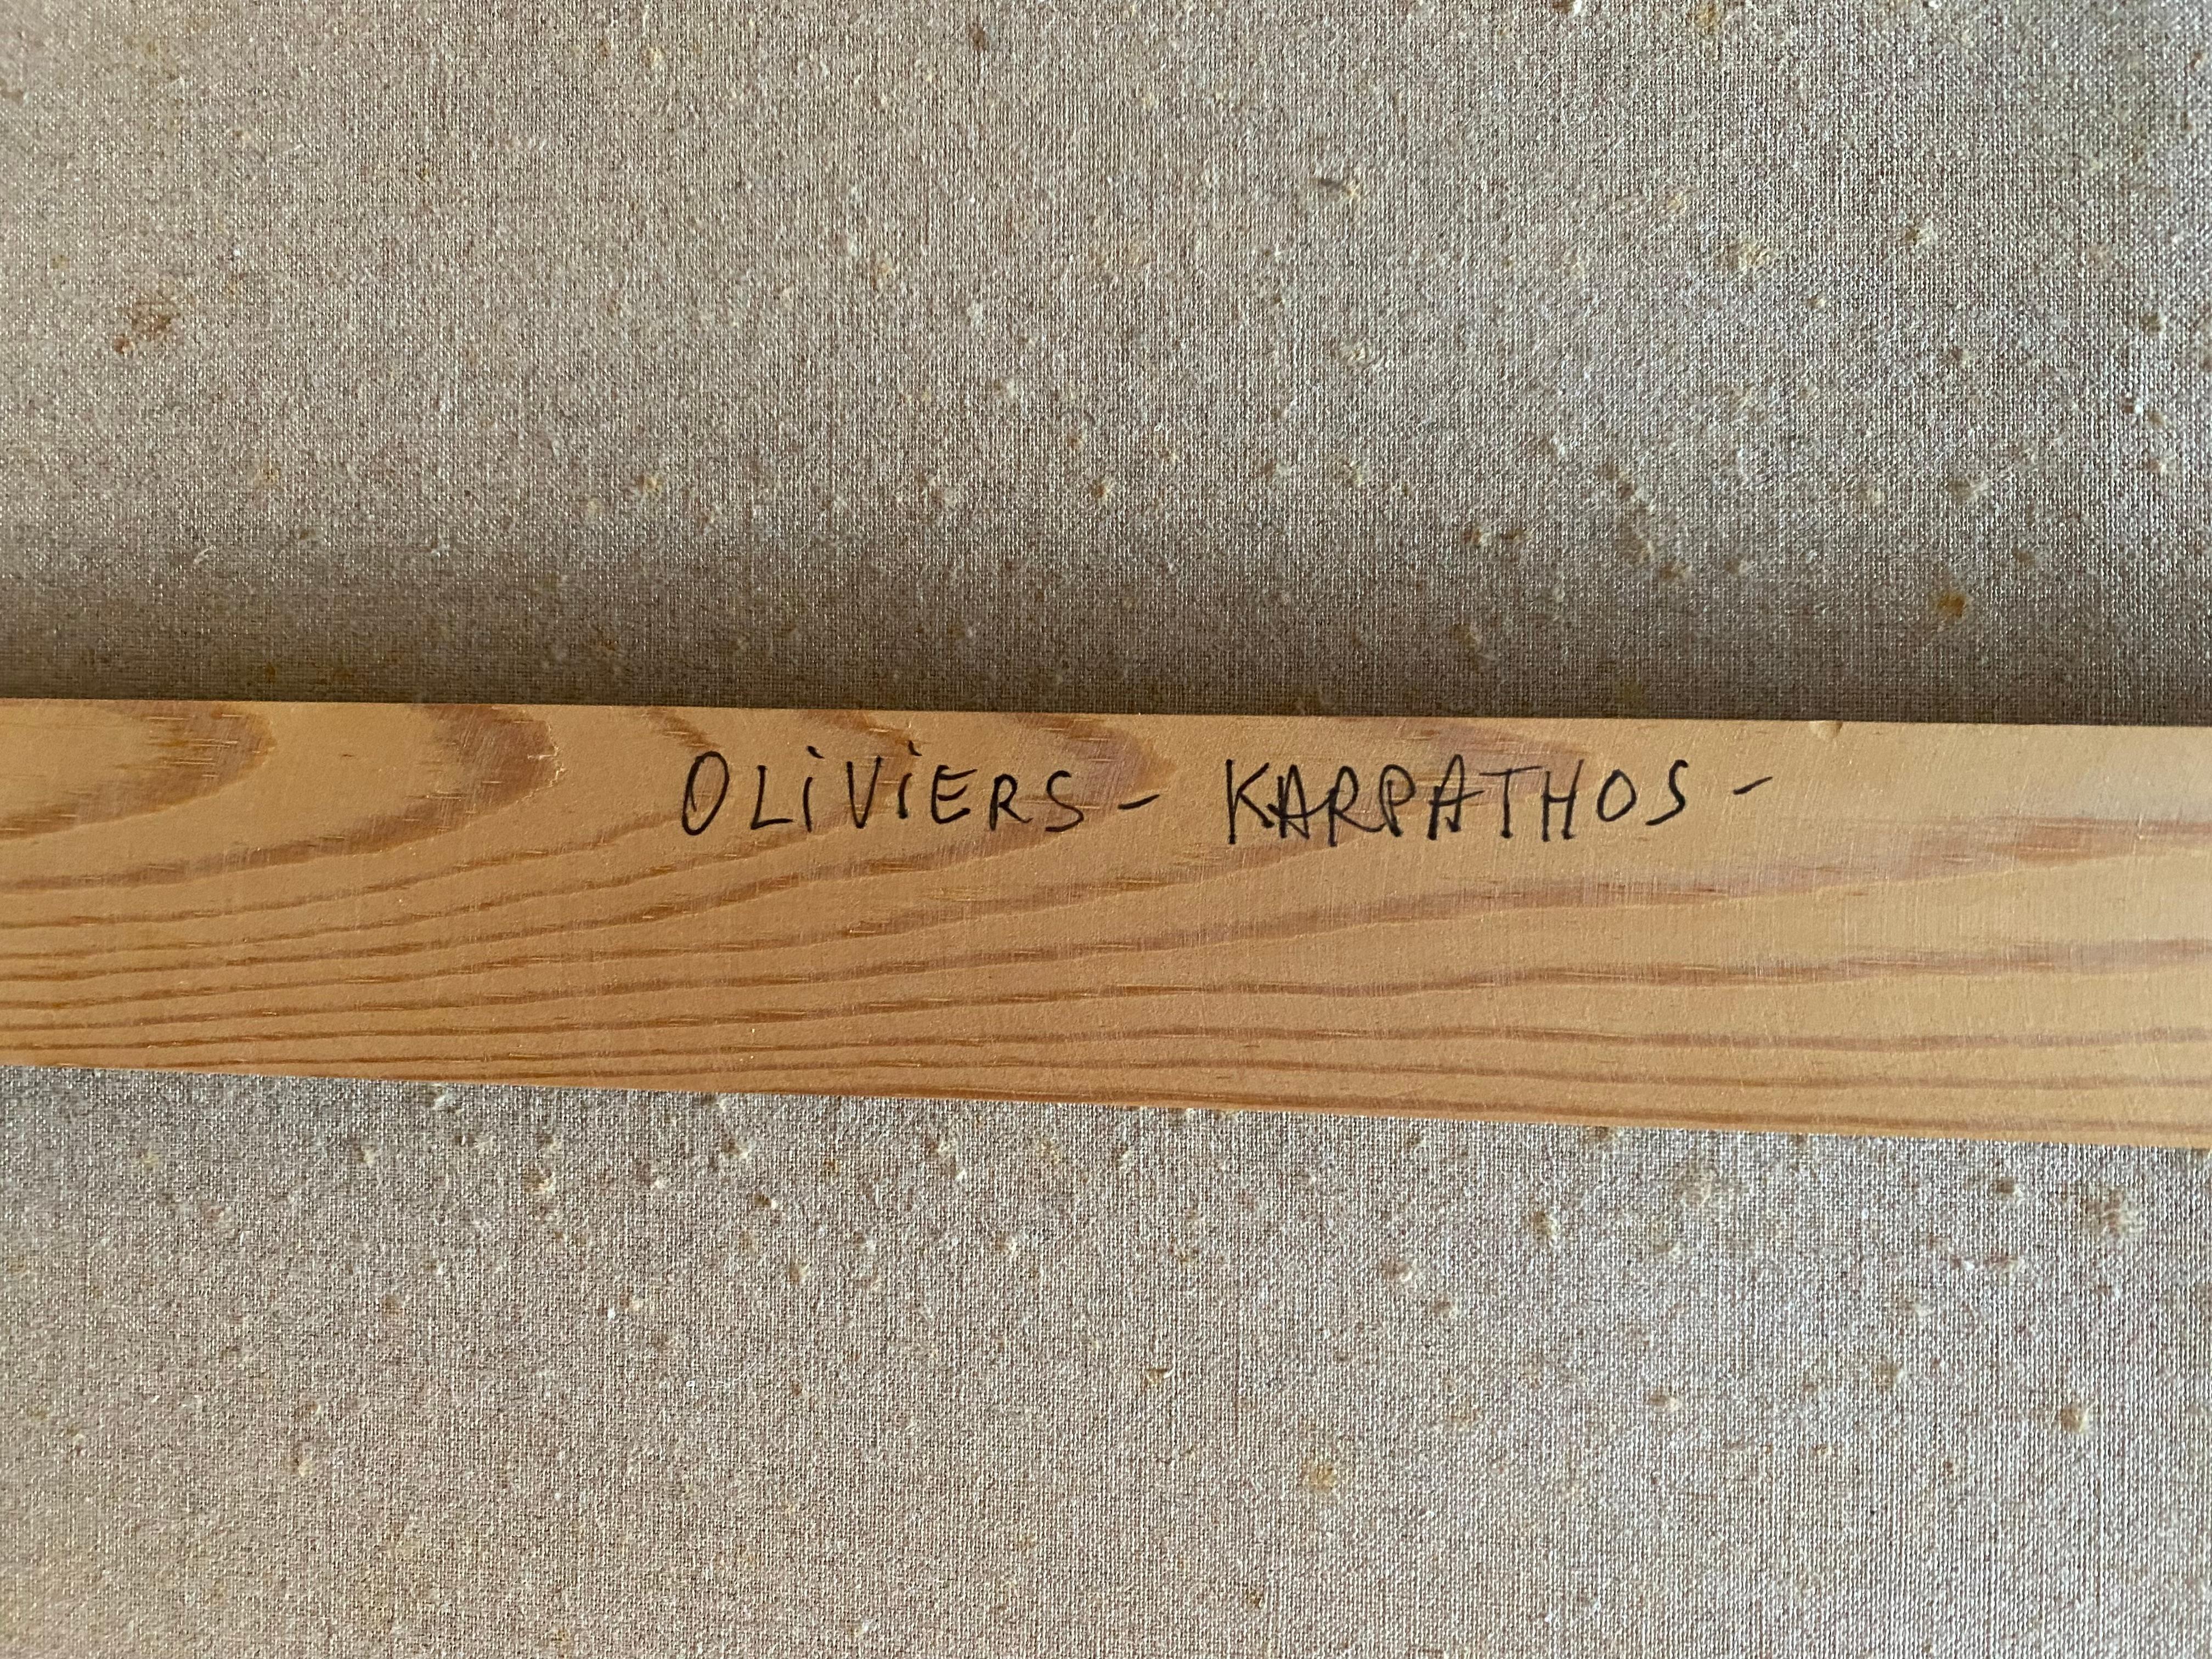 OLiViERS - KARPATHOS -